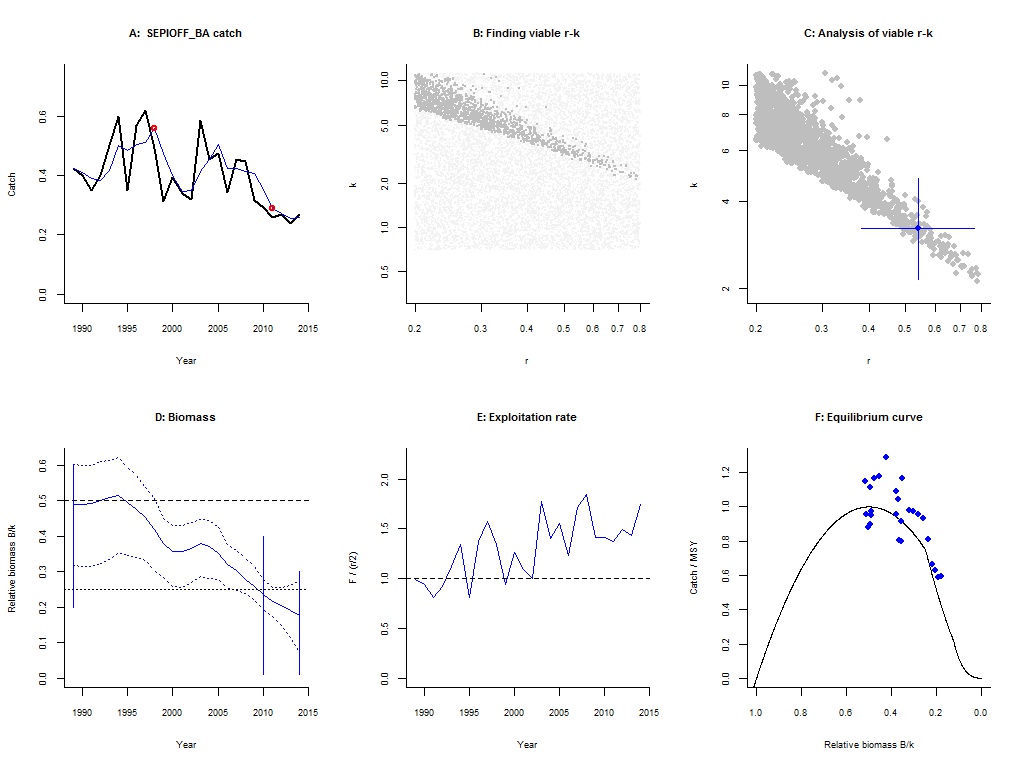 A: SEPIOFF_BA catch
Catch
0.0 0.2 0.4 0.6
1990 1995 2000 2005 2010 2015
Year
B: Finding viable r-k
k
0.5 1.0 2.0 5.0 10.0
0.2 0.3 0.4 0.5 0.6 0.7 0.8
r
C: Analysis of viable r-k
k
2 4 6 8 10
0.2 0.3 0.4 0.5 0.6 0.7 0.8
r
D: Biomass
Relative biomass B/k
0.0 0.1 0.2 0.3 0.4 0.5 0.6
1990 1995 2000 2005 2010 2015
Year
E: Exploitation rate
F / (r/2)
0.0 0.5 1.0 1.5 2.0
1990 1995 2000 2005 2010 2015
Year
F: Equilibrium curve
Catch / MSY
0.0 0.2 0.4 0.6 0.8 1.0 1.2
1.0 0.8 0.6 0.4 0.2 0.0
Relative biomass B/k